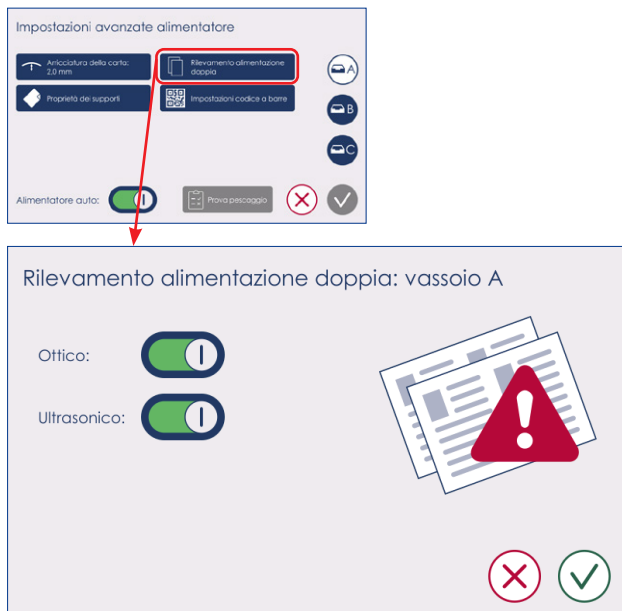 Impostazioni avanzate alimentatore
Arricciatura della carta:
2,0 mm
Rilevamento alimentazione
doppia
A
Proprietà dei supporti
Impostazioni codice a barre
B
C
Alimentatore auto:
Prova pescaggio
Rilevamento alimentazione doppia: vassoio A
Ottico:
Ultrasonico: